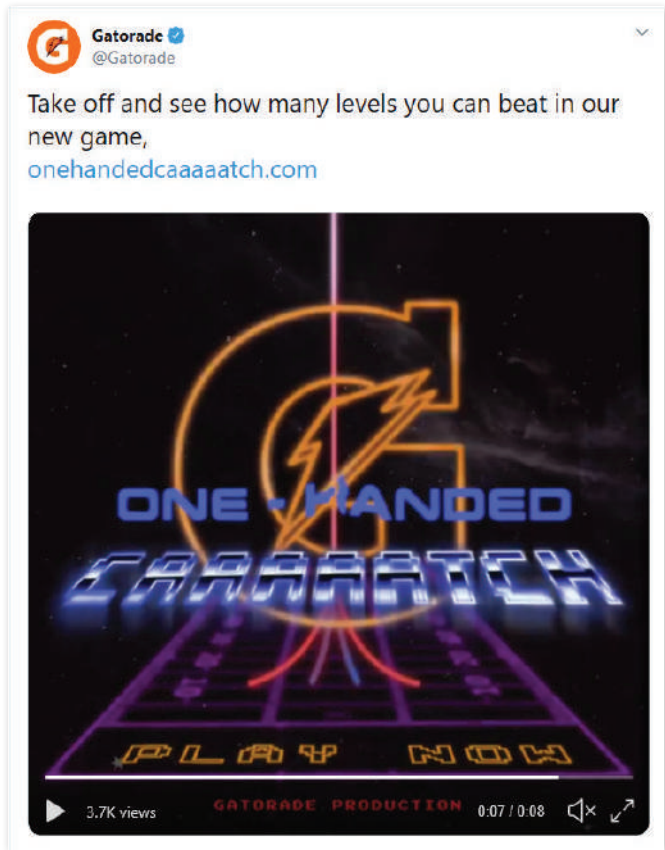 Gatorade
@Gatorade
Take off and see how many levels you can beat in our
new game,
onehandedcaaaaatch.com
G
ONE-HANDED
CAAAAATCH
PLAY NOW
GATORADE PRODUCTION
3.7K views
0:07 / 0:08